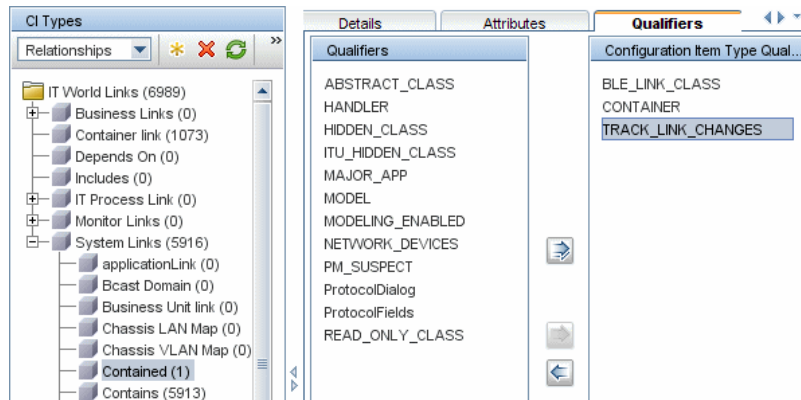 CI Types
Relationships
»
IT World Links (6989)
Business Links (0)
Container link (1073)
Depends On (0)
Includes (0)
IT Process Link (0)
Monitor Links (0)
System Links (5916)
applicationLink (0)
Bcast Domain (0)
Business Unit link (0)
Chassis LAN Map (0)
Chassis VLAN Map (0)
Contained (1)
Contains (5913)
Details
Attributes
Qualifiers
Qualifiers
ABSTRACT_CLASS
HANDLER
HIDDEN_CLASS
ITU_HIDDEN_CLASS
MAJOR_APP
MODEL
MODELING_ENABLED
NETWORK_DEVICES
PM_SUSPECT
ProtocolDialog
ProtocolFields
READ_ONLY_CLASS
Configuration Item Type Qual...
BLE_LINK_CLASS
CONTAINER
TRACK_LINK_CHANGES